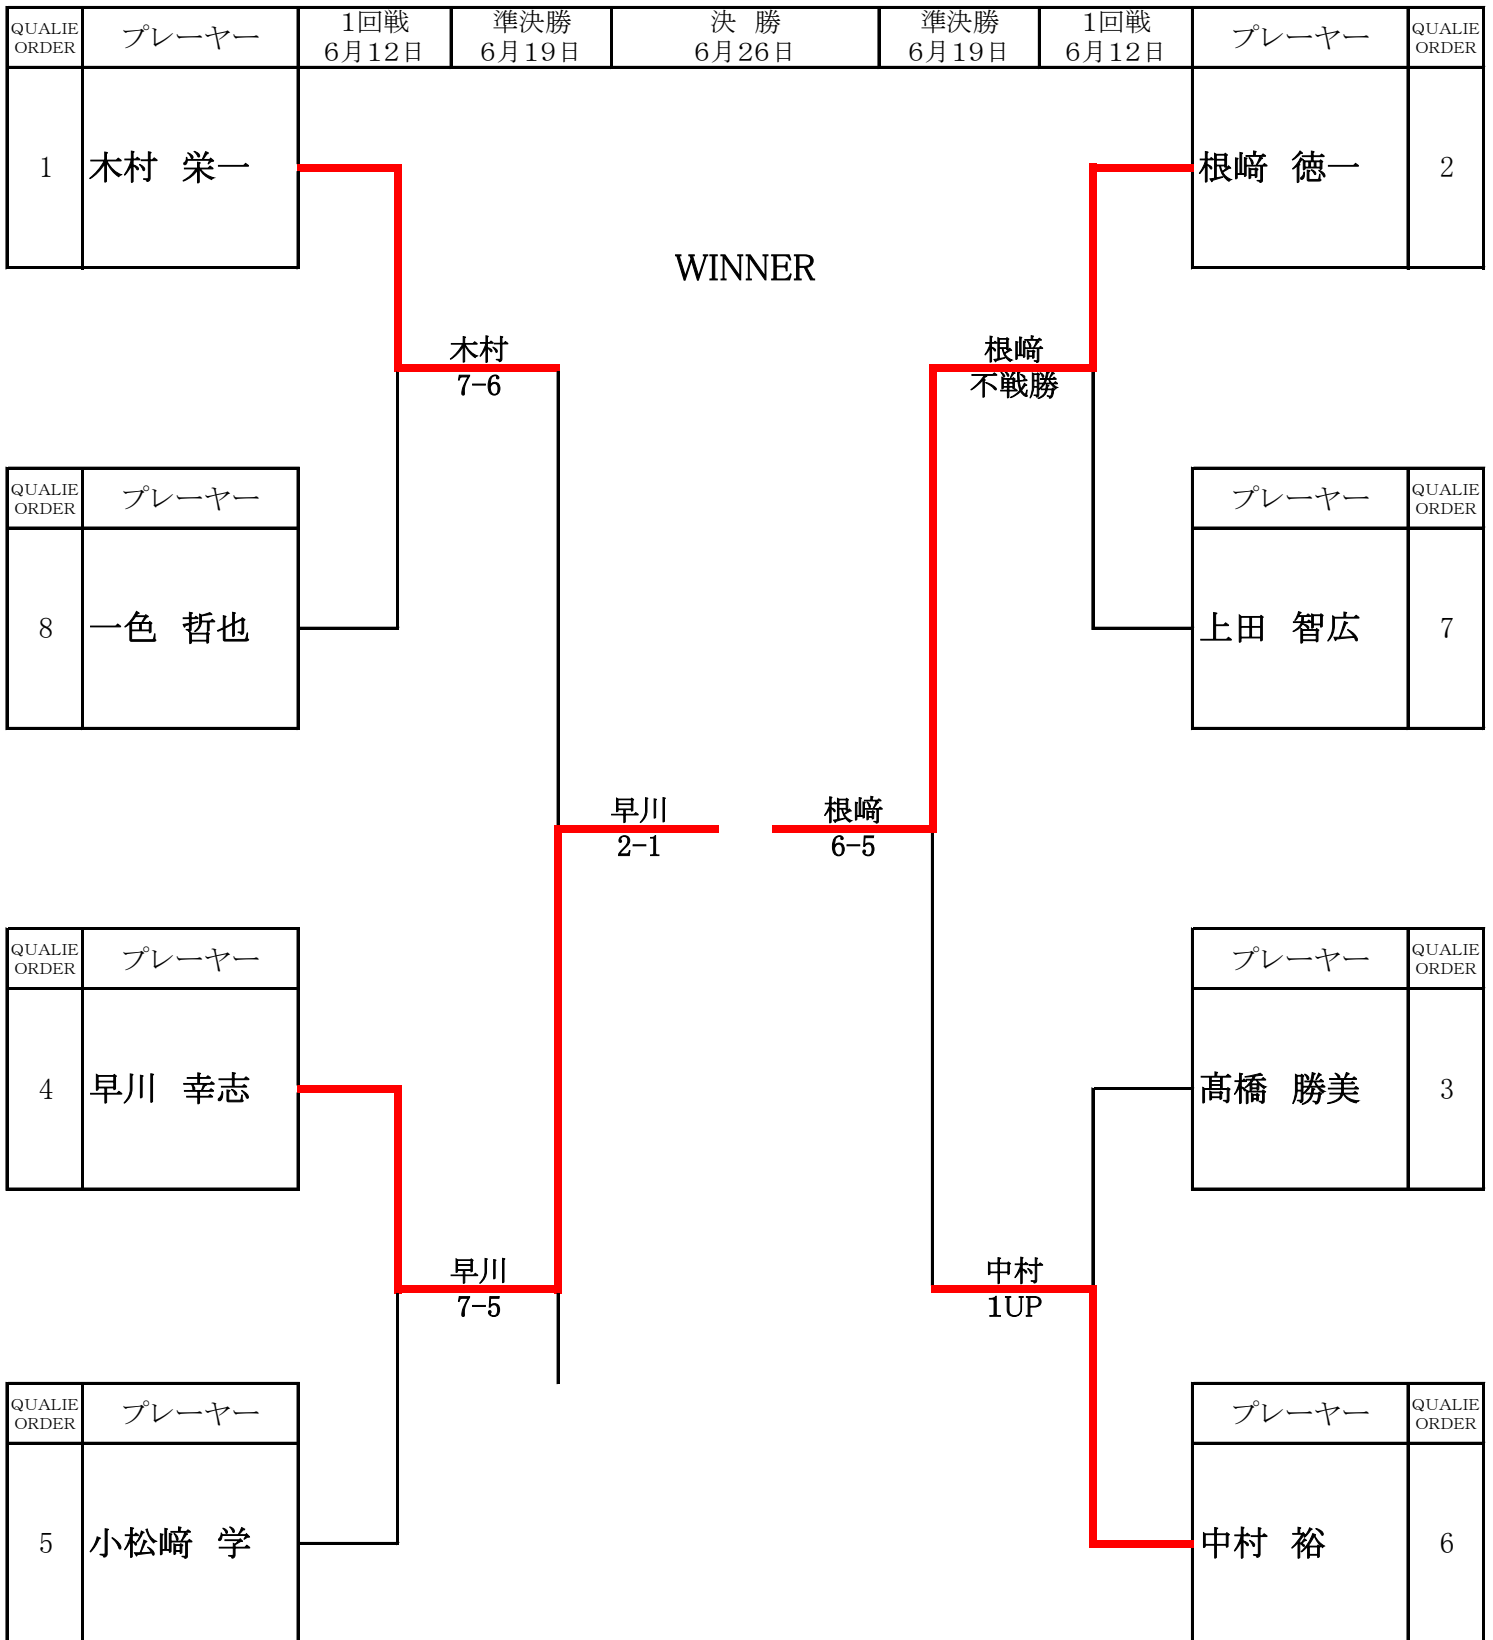 QUALIE
ORDER
プレーヤー
1回戦
6月12日
準決勝
6月19日
決 勝
6月26日
準決勝
6月19日
1回戦
6月12日
プレーヤー
QUALIE
ORDER
1
木村 栄一
根﨑 徳一
2
WINNER
木村
7-6
根﨑
不戦勝
QUALIE
ORDER
プレーヤー
プレーヤー
QUALIE
ORDER
8
一色 哲也
上田 智広
7
早川
2-1
根﨑
6-5
QUALIE
ORDER
プレーヤー
プレーヤー
QUALIE
ORDER
4
早川 幸志
髙橋 勝美
3
早川
7-5
中村
1UP
QUALIE
ORDER
プレーヤー
プレーヤー
QUALIE
ORDER
5
小松﨑 学
中村 裕
6